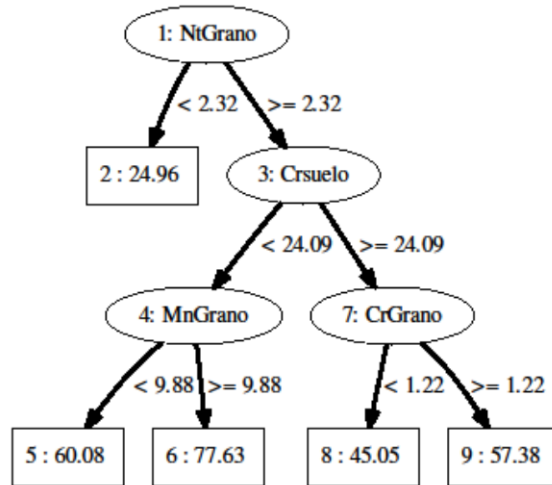 1: NtGrano
< 2.32 >= 2.32
2 : 24.96 3: Crsuelo
< 24.09 >= 24.09
4: MnGrano 7: CrGrano
< 9.88 >= 9.88 < 1.22 >= 1.22
5 : 60.08 6 : 77.63 8 : 45.05 9 : 57.38